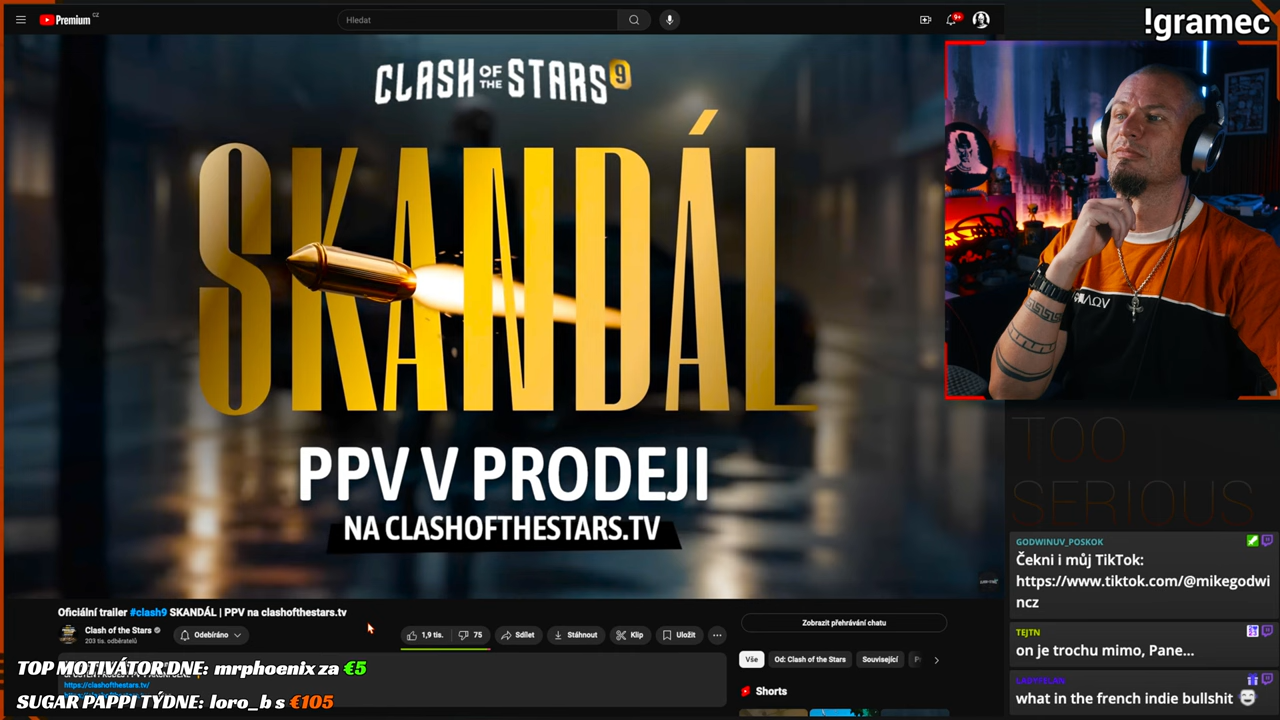 Premium CZ
Hledat
9+
!gramec
CLASH OF THE STARS 9
SKANDÁL
PPV V PRODEJI
NA CLASHOFTHESTARS.TV
TOO
SERIOUS
GODWINUV_POSKOK
Čekni i můj TikTok:
https://www.tiktok.com/@mikegodwi
ncz
TEJTN
on je trochu mimo, Pane...
LADYFELAN
what in the french indie bullshit
Oficiální trailer #clash9 SKANDÁL | PPV na clashofthestars.tv
Clash of the Stars
203 tis. odběratelů
Odebíráno
1,9 tis.
75
Sdílet
Stáhnout
Klip
Uložit
Zobrazit přehrávání chatu
Vše
Od: Clash of the Stars
Související
Shorts
TOP MOTIVÁTOR DNE: mrphoenix za €5
https://clashofthestars.tv/
SUGAR PAPPI TÝDNE: loro_b s €105